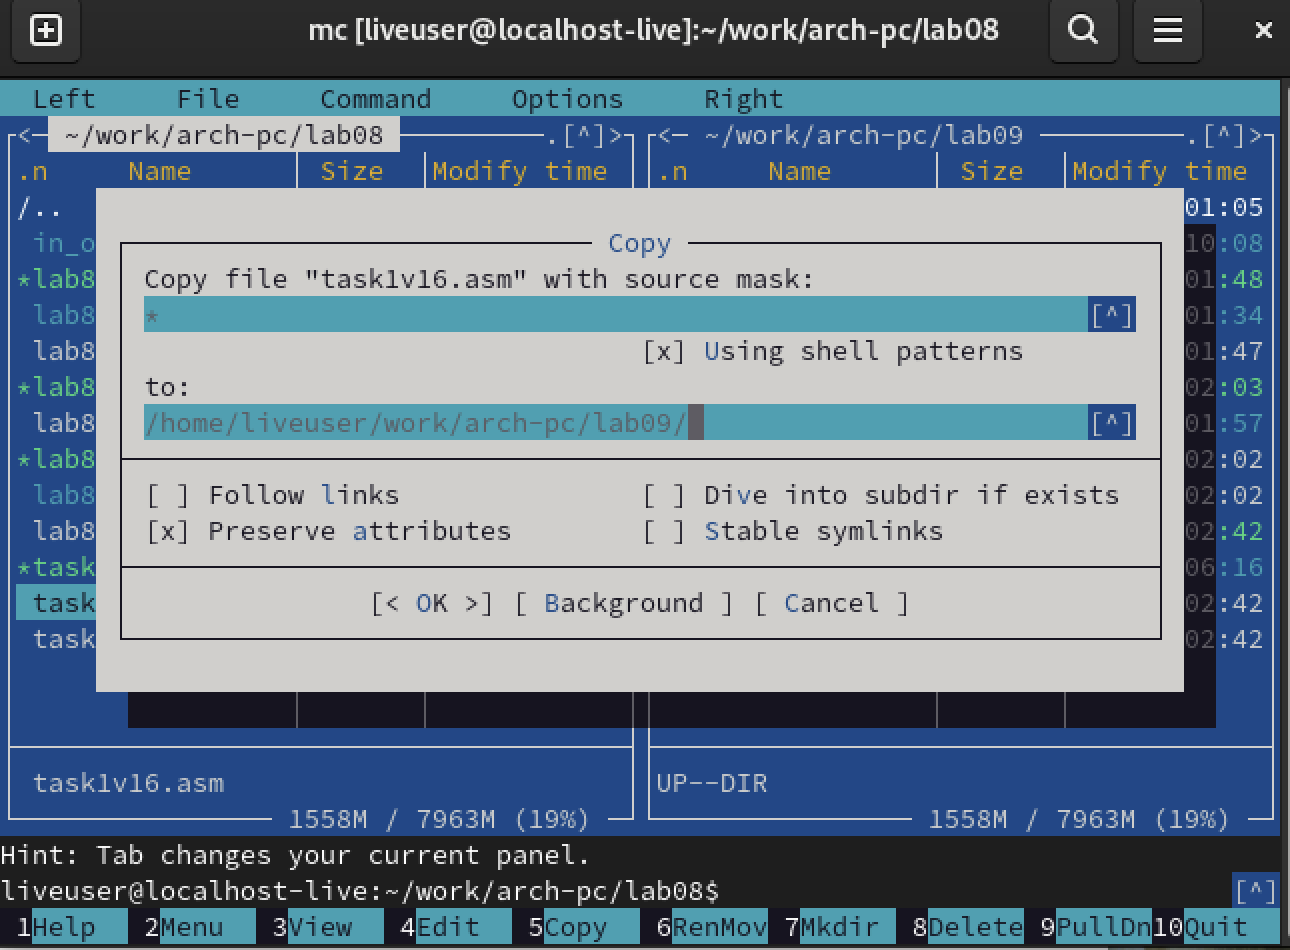 mc [liveuser@localhost-live]:~/work/arch-pc/lab08
Left File Command Options Right
<- ~/work/arch-pc/lab08 .[^]> <- ~/work/arch-pc/lab09 .[^]>
.n Name Size Modify time .n Name Size Modify time
/.. 01:05
in_o 10:08
*lab8 01:48
lab8 01:34
lab8 01:47
*lab8 02:03
lab8 01:57
*lab8 02:02
lab8 02:02
lab8 02:42
*task 06:16
task 02:42
task 02:42
Copy
Copy file "task1v16.asm" with source mask:
* [^]
[x] Using shell patterns
to:
/home/liveuser/work/arch-pc/lab09/ [^]
[ ] Follow links [ ] Dive into subdir if exists
[x] Preserve attributes [ ] Stable symlinks
[< OK >] [ Background ] [ Cancel ]
task1v16.asm UP--DIR
1558M / 7963M (19%) 1558M / 7963M (19%)
Hint: Tab changes your current panel.
liveuser@localhost-live:~/work/arch-pc/lab08$ [^]
1Help 2Menu 3View 4Edit 5Copy 6RenMov 7Mkdir 8Delete 9PullDn 10Quit